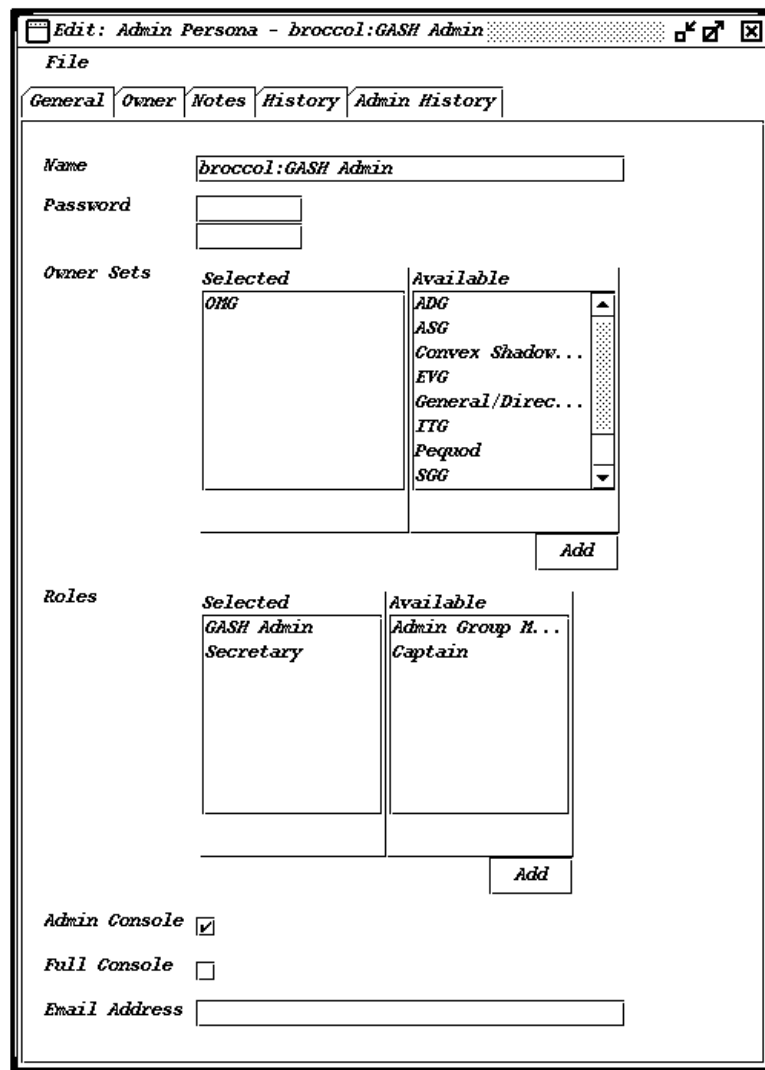 Edit: Admin Persona - broccol:GASH Admin
File
General Owner Notes History Admin History
Name broccol:GASH Admin
Password
Owner Sets Selected Available
OMG ADG
ASG
Convex Shadow...
EVG
General/Direc...
ITG
Pequod
SGG
Add
Roles Selected Available
GASH Admin Admin Group M...
Secretary Captain
Add
Admin Console
Full Console
Email Address